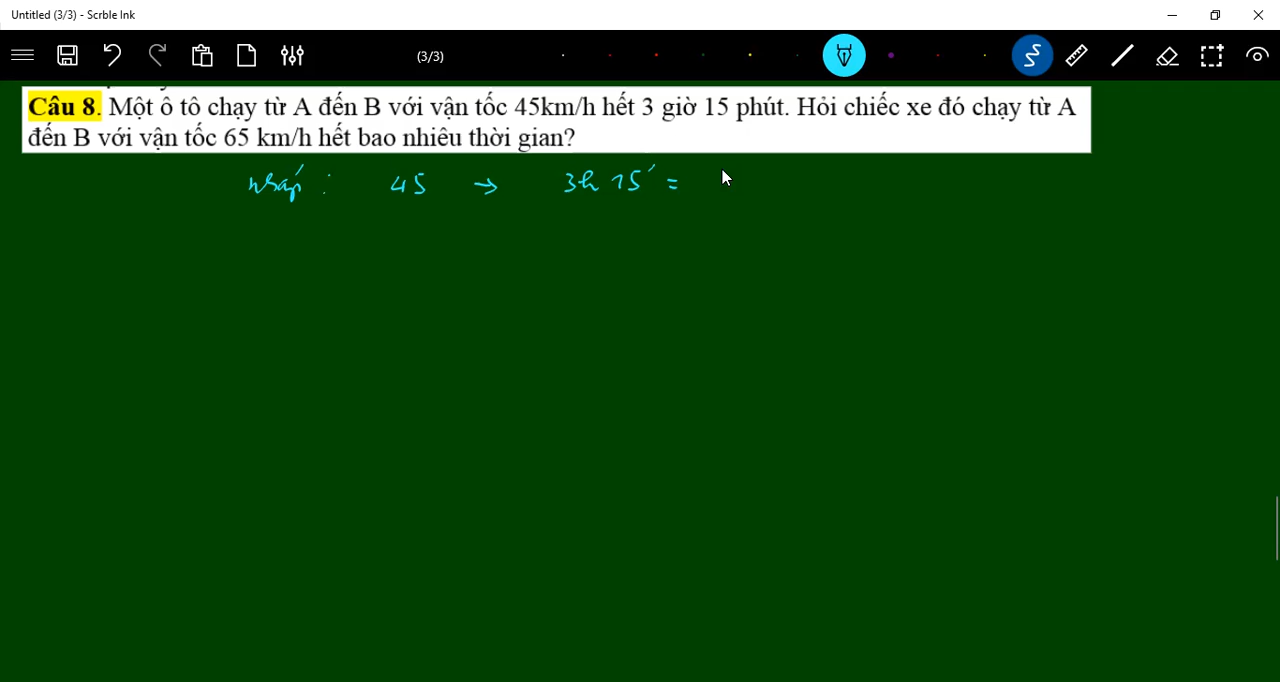 Untitled (3/3) - Scrble Ink
(3/3)
Câu 8. Một ô tô chạy từ A đến B với vận tốc 45km/h hết 3 giờ 15 phút. Hỏi chiếc xe đó chạy từ A
đến B với vận tốc 65 km/h hết bao nhiêu thời gian?
nháp : 45 → 3h 15' =